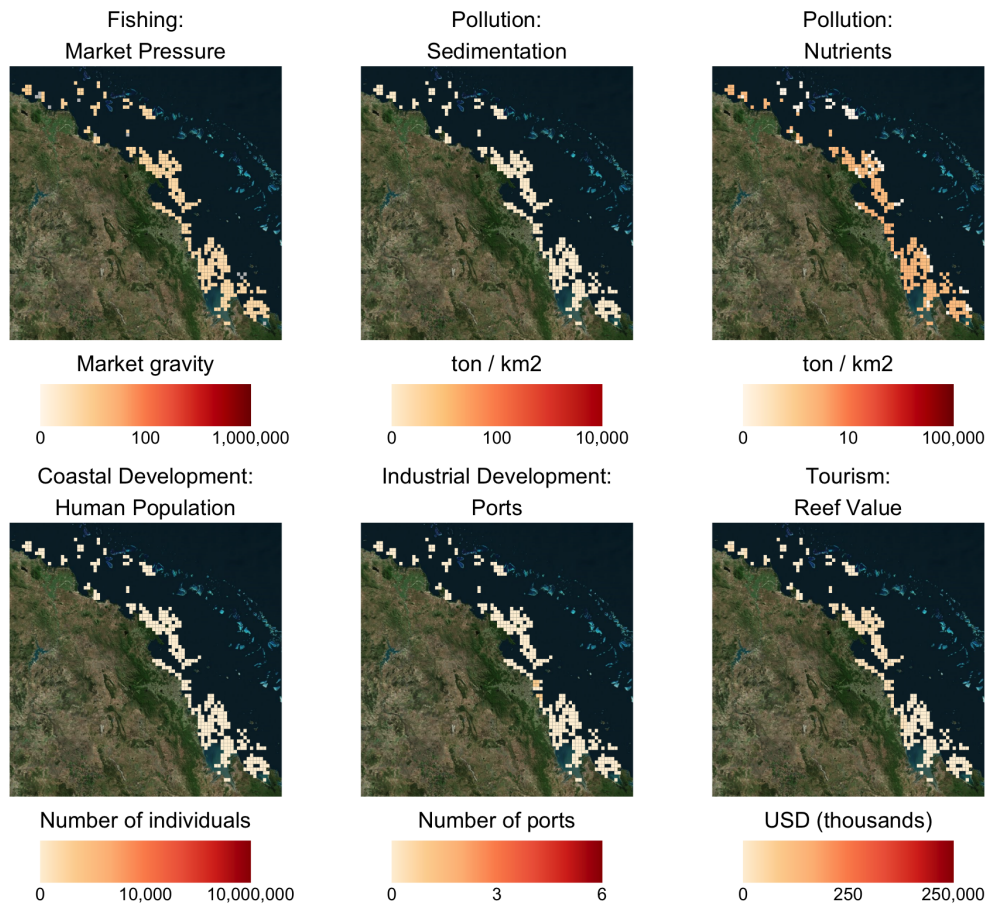 Fishing:
Market Pressure
Pollution:
Sedimentation
Pollution:
Nutrients
Market gravity
0 100 1,000,000
ton / km2
0 100 10,000
ton / km2
0 10 100,000
Coastal Development:
Human Population
Industrial Development:
Ports
Tourism:
Reef Value
Number of individuals
0 10,000 10,000,000
Number of ports
0 3 6
USD (thousands)
0 250 250,000